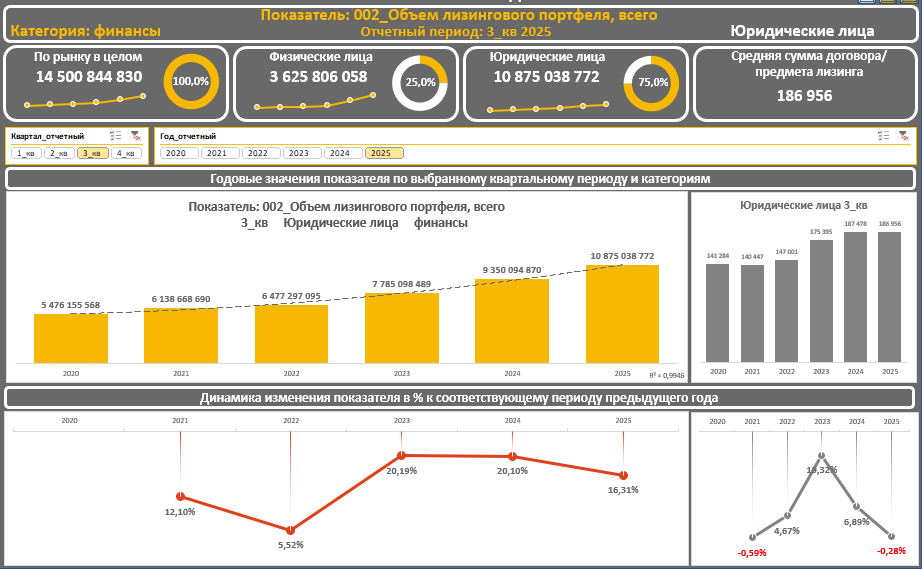 Показатель: 002_Объем лизингового портфеля, всего
Категория: финансы
Отчетный период: 3_кв 2025
Юридические лица
По рынку в целом
14 500 844 830
100,0%
Физические лица
3 625 806 058
25,0%
Юридические лица
10 875 038 772
75,0%
Средняя сумма договора/
предмета лизинга
186 956
Квартал_отчетный
1_кв 2_кв 3_кв 4_кв
Год_отчетный
2020 2021 2022 2023 2024 2025
Годовые значения показателя по выбранному квартальному периоду и категориям
Показатель: 002_Объем лизингового портфеля, всего
3_кв Юридические лица финансы
5 476 155 568
6 138 668 690
6 477 297 095
7 785 098 489
9 350 094 870
10 875 038 772
2020 2021 2022 2023 2024 2025
R² = 0,9946
Юридические лица 3_кв
141 284
140 447
147 001
175 395
187 478
186 956
2020 2021 2022 2023 2024 2025
Динамика изменения показателя в % к соответствующему периоду предыдущего года
2020 2021 2022 2023 2024 2025
12,10%
5,52%
20,19%
20,10%
16,31%
2020 2021 2022 2023 2024 2025
-0,59%
4,67%
19,32%
6,89%
-0,28%